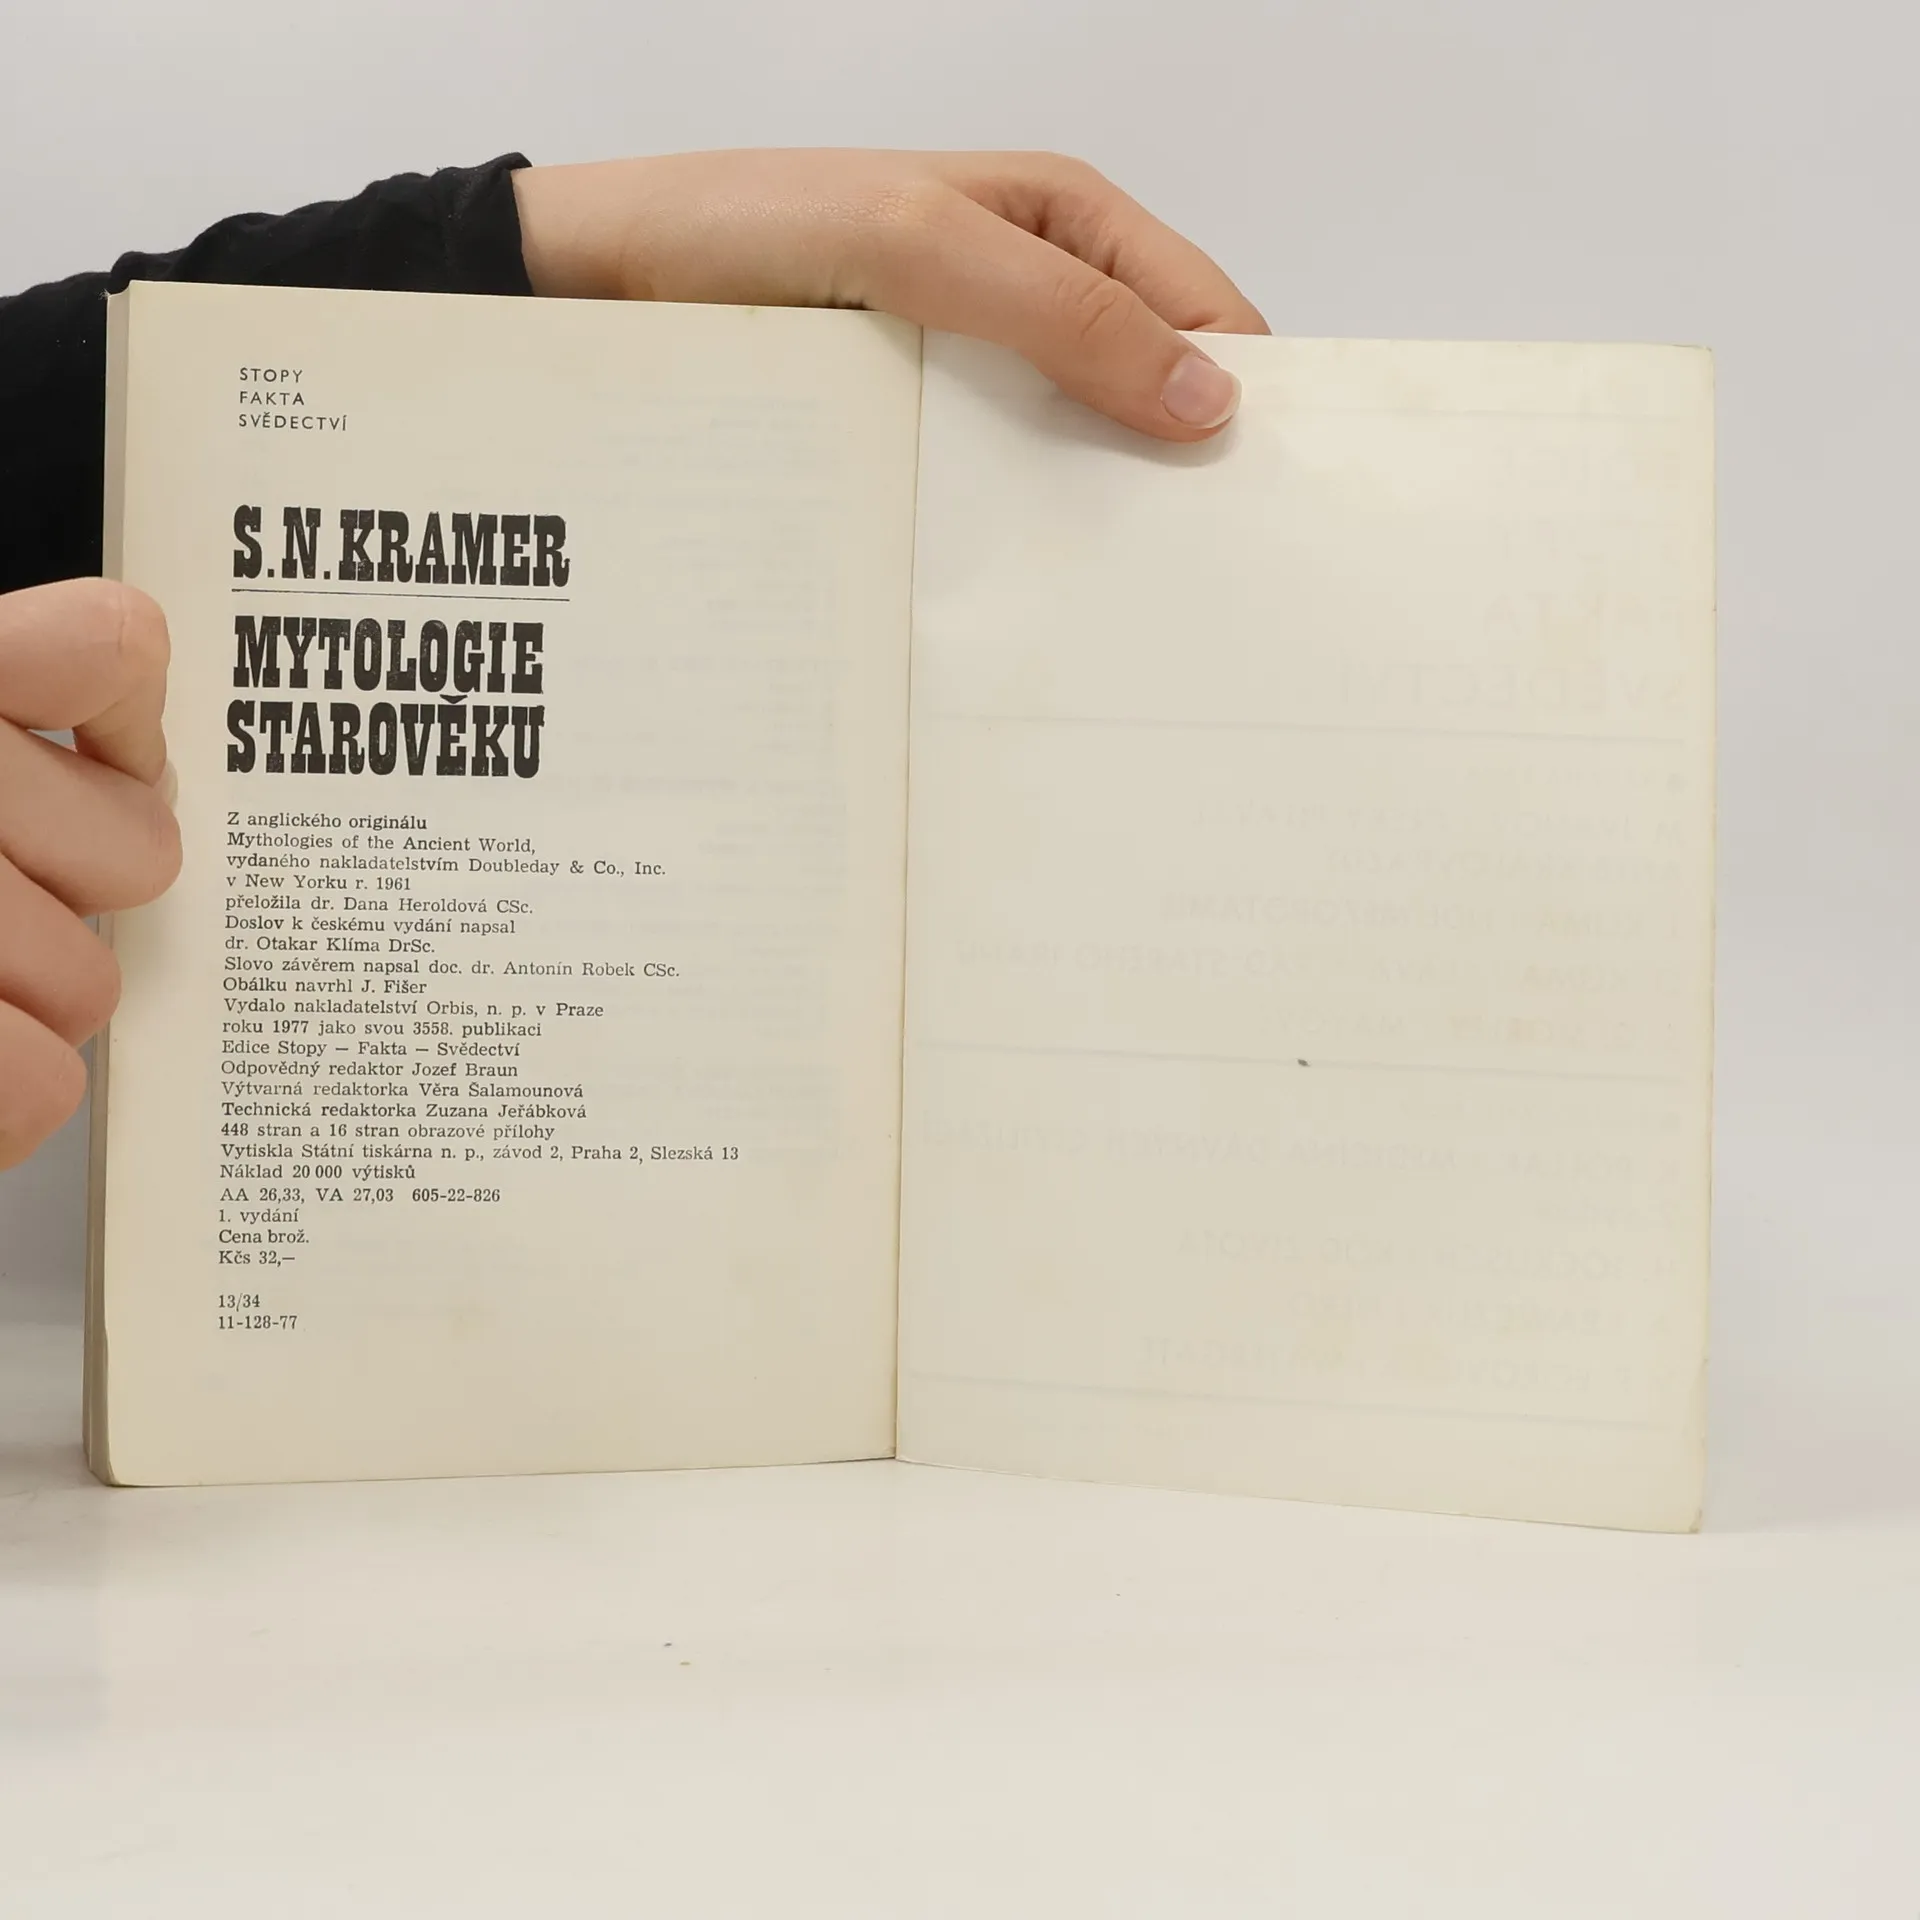 STOPY
FAKTA
SVĚDECTVÍ
S.N.KRAMER
MYTOLOGIE
STAROVĚKU
Z anglického originálu
Mythologies of the Ancient World,
vydaného nakladatelstvím Doubleday & Co., Inc.
v New Yorku r. 1961
přeložila dr. Dana Heroldová CSc.
Doslov k českému vydání napsal
dr. Otakar Klíma DrSc.
Slovo závěrem napsal doc. dr. Antonín Robek CSc.
Obálku navrhl J. Fišer
Vydalo nakladatelství Orbis, n. p. v Praze
roku 1977 jako svou 3558. publikaci
Edice Stopy — Fakta — Svědectví
Odpovědný redaktor Jozef Braun
Výtvarná redaktorka Věra Šalamounová
Technická redaktorka Zuzana Jeřábková
448 stran a 16 stran obrazové přílohy
Vytiskla Státní tiskárna n. p., závod 2, Praha 2, Slezská 13
Náklad 20 000 výtisků
AA 26,33, VA 27,03 605-22-826
1. vydání
Cena brož.
Kčs 32,—
13/34
11-128-77
FAKTA
SVĚDECTVÍ